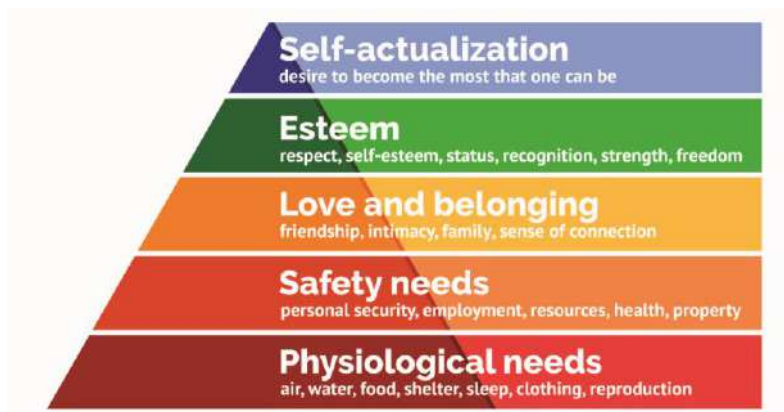 Self-actualization
desire to become the most that one can be
Esteem
respect, self-esteem, status, recognition, strength, freedom
Love and belonging
friendship, intimacy, family, sense of connection
Safety needs
personal security, employment, resources, health, property
Physiological needs
air, water, food, shelter, sleep, clothing, reproduction